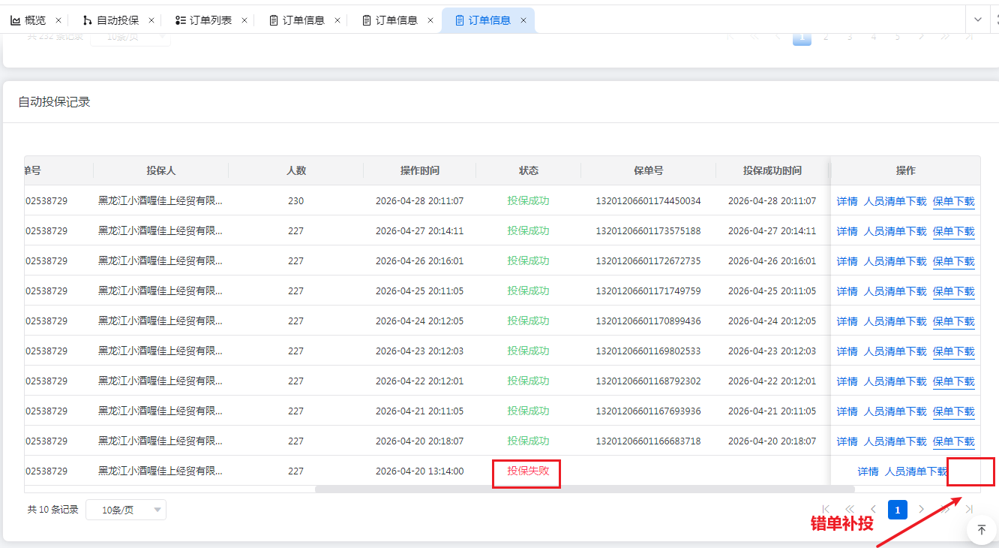 概览 自动投保 订单列表 订单信息 订单信息 订单信息
共 232 条记录 10条/页 1 2 3 4 5
自动投保记录
单号 投保人 人数 操作时间 状态 保单号 投保成功时间 操作
02538729 黑龙江小酒喔佳上经贸有限... 230 2026-04-28 20:11:07 投保成功 13201206601174450034 2026-04-28 20:11:07 详情 人员清单下载 保单下载
02538729 黑龙江小酒喔佳上经贸有限... 227 2026-04-27 20:14:11 投保成功 13201206601173575188 2026-04-27 20:14:11 详情 人员清单下载 保单下载
02538729 黑龙江小酒喔佳上经贸有限... 227 2026-04-26 20:16:01 投保成功 13201206601172672735 2026-04-26 20:16:01 详情 人员清单下载 保单下载
02538729 黑龙江小酒喔佳上经贸有限... 227 2026-04-25 20:11:05 投保成功 13201206601171749759 2026-04-25 20:11:05 详情 人员清单下载 保单下载
02538729 黑龙江小酒喔佳上经贸有限... 227 2026-04-24 20:12:05 投保成功 13201206601170899436 2026-04-24 20:12:05 详情 人员清单下载 保单下载
02538729 黑龙江小酒喔佳上经贸有限... 227 2026-04-23 20:12:03 投保成功 13201206601169802533 2026-04-23 20:12:03 详情 人员清单下载 保单下载
02538729 黑龙江小酒喔佳上经贸有限... 227 2026-04-22 20:12:01 投保成功 13201206601168792302 2026-04-22 20:12:01 详情 人员清单下载 保单下载
02538729 黑龙江小酒喔佳上经贸有限... 227 2026-04-21 20:11:05 投保成功 13201206601167693936 2026-04-21 20:11:05 详情 人员清单下载 保单下载
02538729 黑龙江小酒喔佳上经贸有限... 227 2026-04-20 20:18:07 投保成功 13201206601166683718 2026-04-20 20:18:07 详情 人员清单下载 保单下载
02538729 黑龙江小酒喔佳上经贸有限... 227 2026-04-20 13:14:00 投保失败 详情 人员清单下载
共 10 条记录 10条/页 1
错单补投